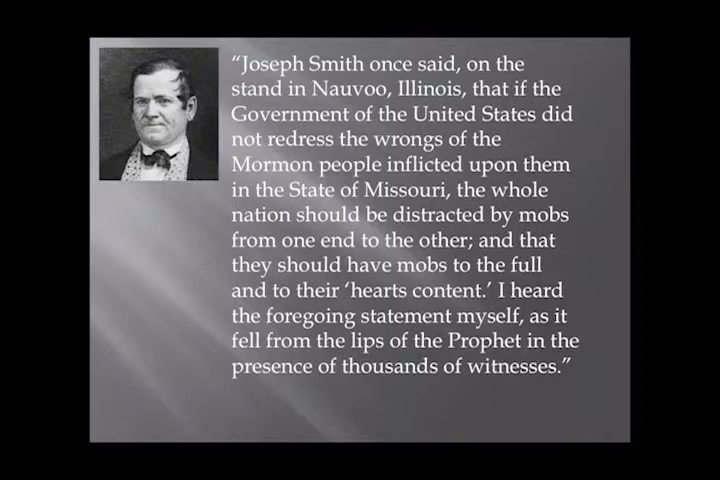 “Joseph Smith once said, on the
stand in Nauvoo, Illinois, that if the
Government of the United States did
not redress the wrongs of the
Mormon people inflicted upon them
in the State of Missouri, the whole
nation should be distracted by mobs
from one end to the other; and that
they should have mobs to the full
and to their ‘hearts content.’ I heard
the foregoing statement myself, as it
fell from the lips of the Prophet in the
presence of thousands of witnesses.”